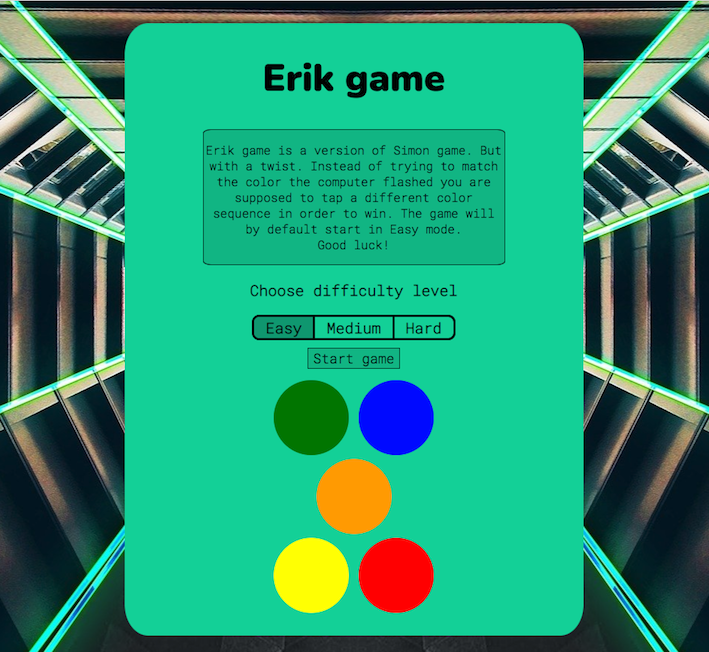 Erik game
Erik game is a version of Simon game. But
with a twist. Instead of trying to match
the color the computer flashed you are
supposed to tap a different color
sequence in order to win. The game will
by default start in Easy mode.
Good luck!
Choose difficulty level
Easy Medium Hard
Start game